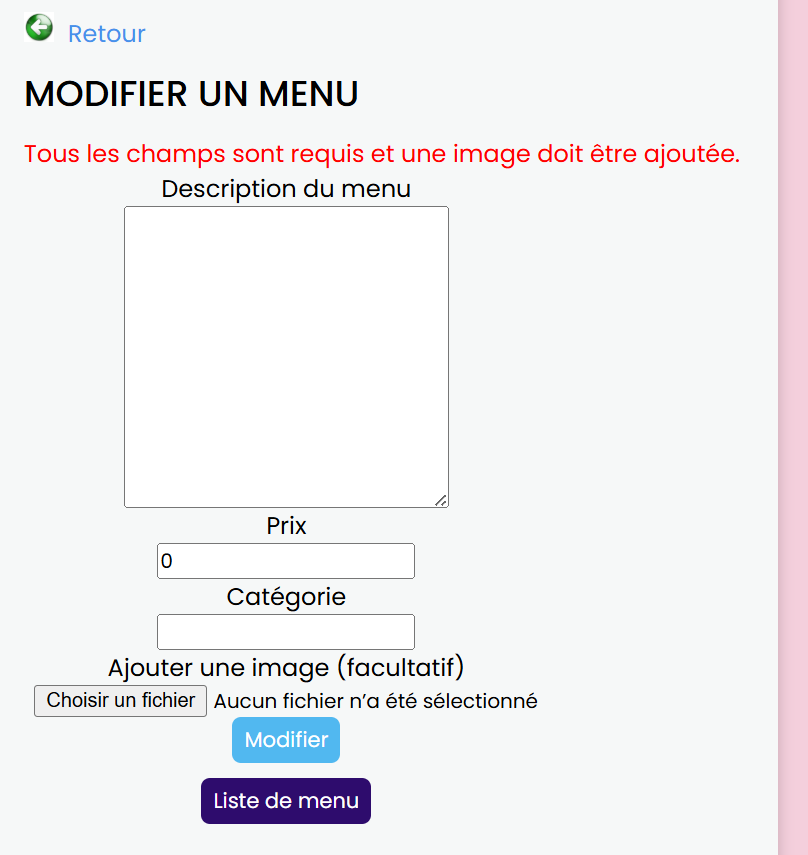 Retour
MODIFIER UN MENU
Tous les champs sont requis et une image doit être ajoutée.
Description du menu
Prix
0
Catégorie
Ajouter une image (facultatif)
Choisir un fichier Aucun fichier n’a été sélectionné
Modifier
Liste de menu